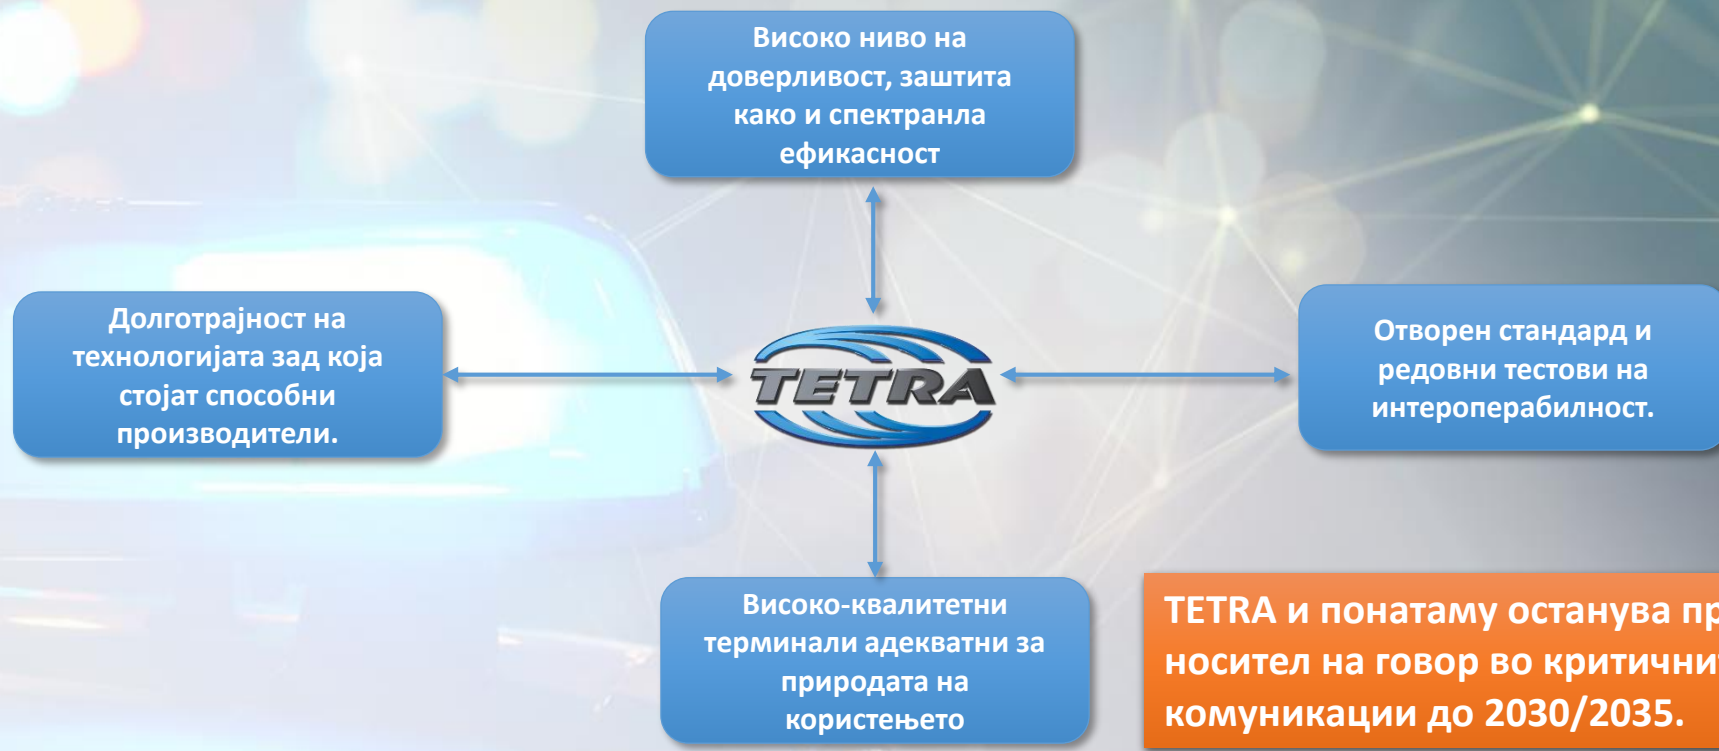 Високо ниво на
доверливост, заштита
како и спектранла
ефикасност
Долготрајност на
технологијата зад која
стојат способни
производители.
TETRA
Отворен стандард и
редовни тестови на
интероперабилност.
Високо-квалитетни
терминали адекватни за
природата на
користењето
TETRA и понатаму останува
носител на говор во
комуникации до 2030/2035.